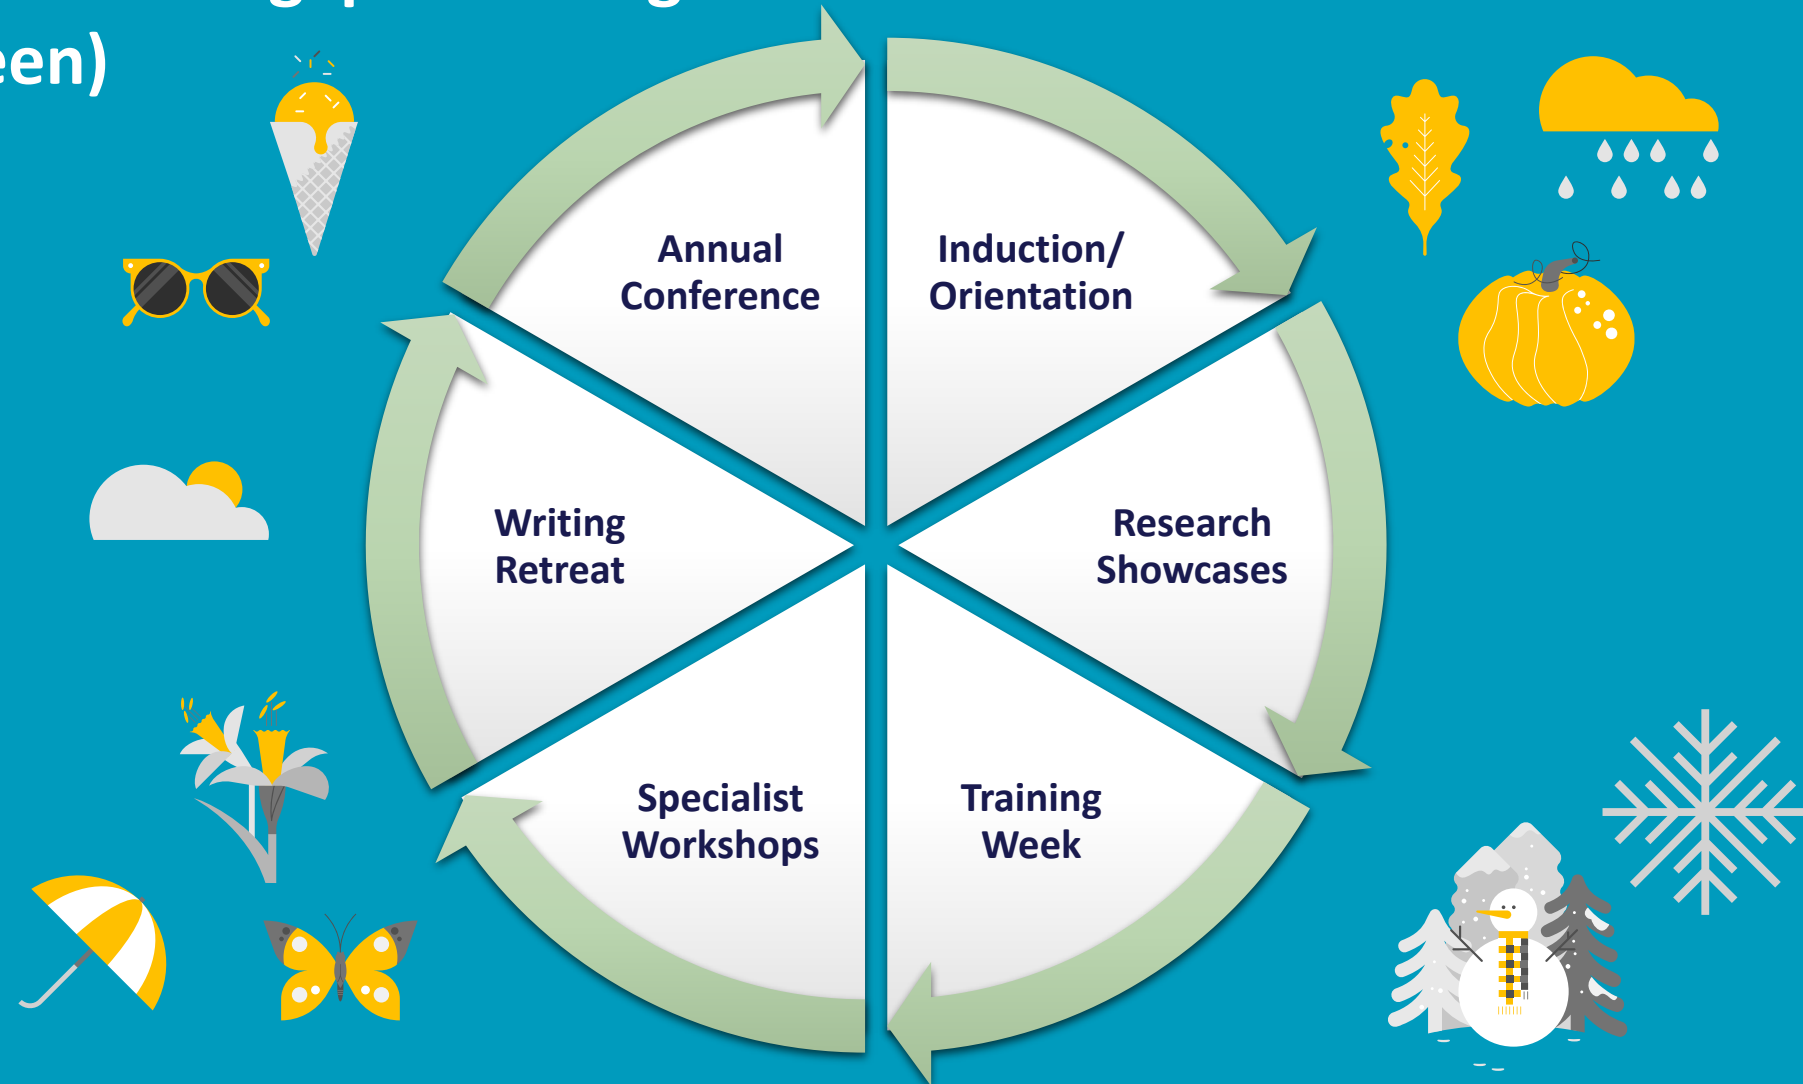 een)
Annual
Conference
Induction/
Orientation
Writing
Retreat
Research
Showcases
Specialist
Workshops
Training
Week